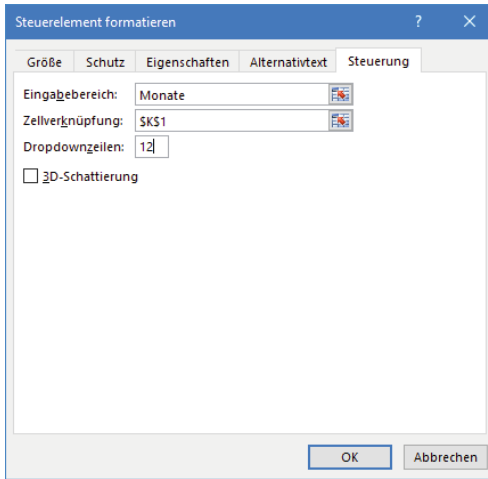 Steuerelement formatieren ? ×
Größe Schutz Eigenschaften Alternativtext Steuerung
Eingabebereich: Monate
Zellverknüpfung: $K$1
Dropdownzeilen: 12
3D-Schattierung
OK Abbrechen